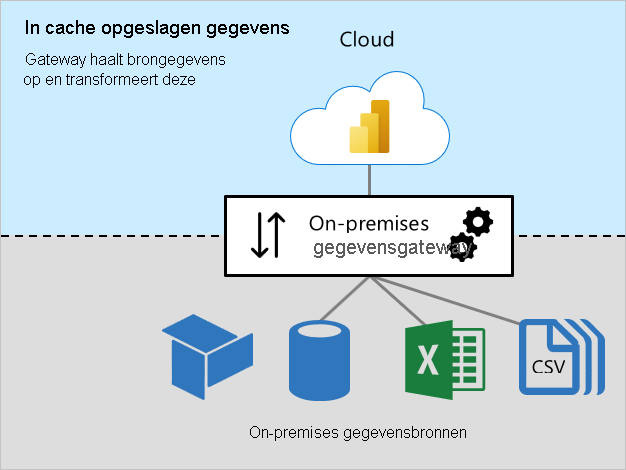 In cache opgeslagen gegevens
Gateway haalt brongegevens
op en transformeert deze
Cloud
On-premises
gegevensgateway
X
CSV
On-premises gegevensbronnen